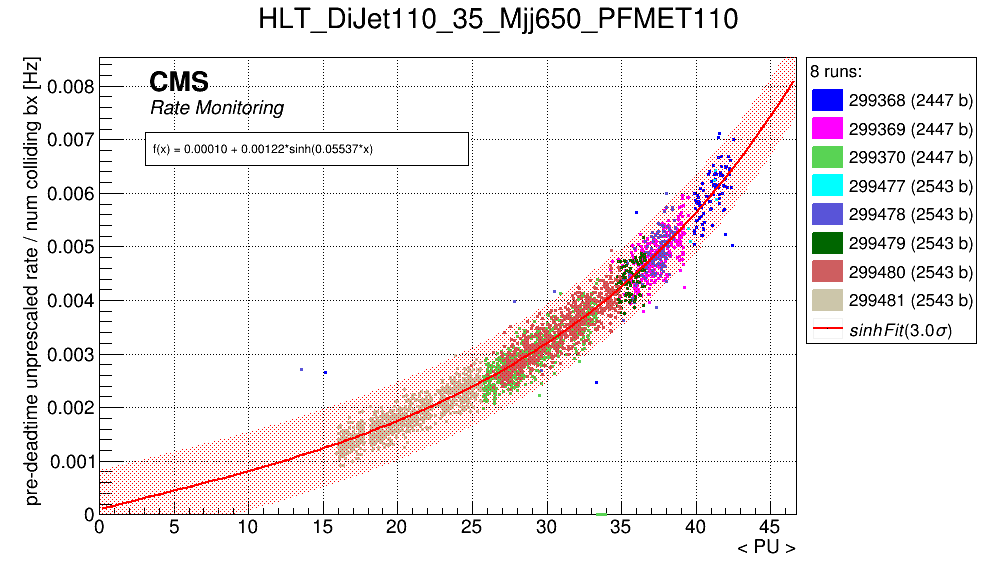 HLT_DiJet110_35_Mjj650_PFMET110
pre-deadtime unprescaled rate / num colliding bx [Hz]
0.008
0.007
0.006
0.005
0.004
0.003
0.002
0.001
0
CMS
Rate Monitoring
f(x) = 0.00010 + 0.00122*sinh(0.05537*x)
0 5 10 15 20 25 30 35 40 45
< PU >
8 runs:
299368 (2447 b)
299369 (2447 b)
299370 (2447 b)
299477 (2543 b)
299478 (2543 b)
299479 (2543 b)
299480 (2543 b)
299481 (2543 b)
sinhFit(3.0σ)